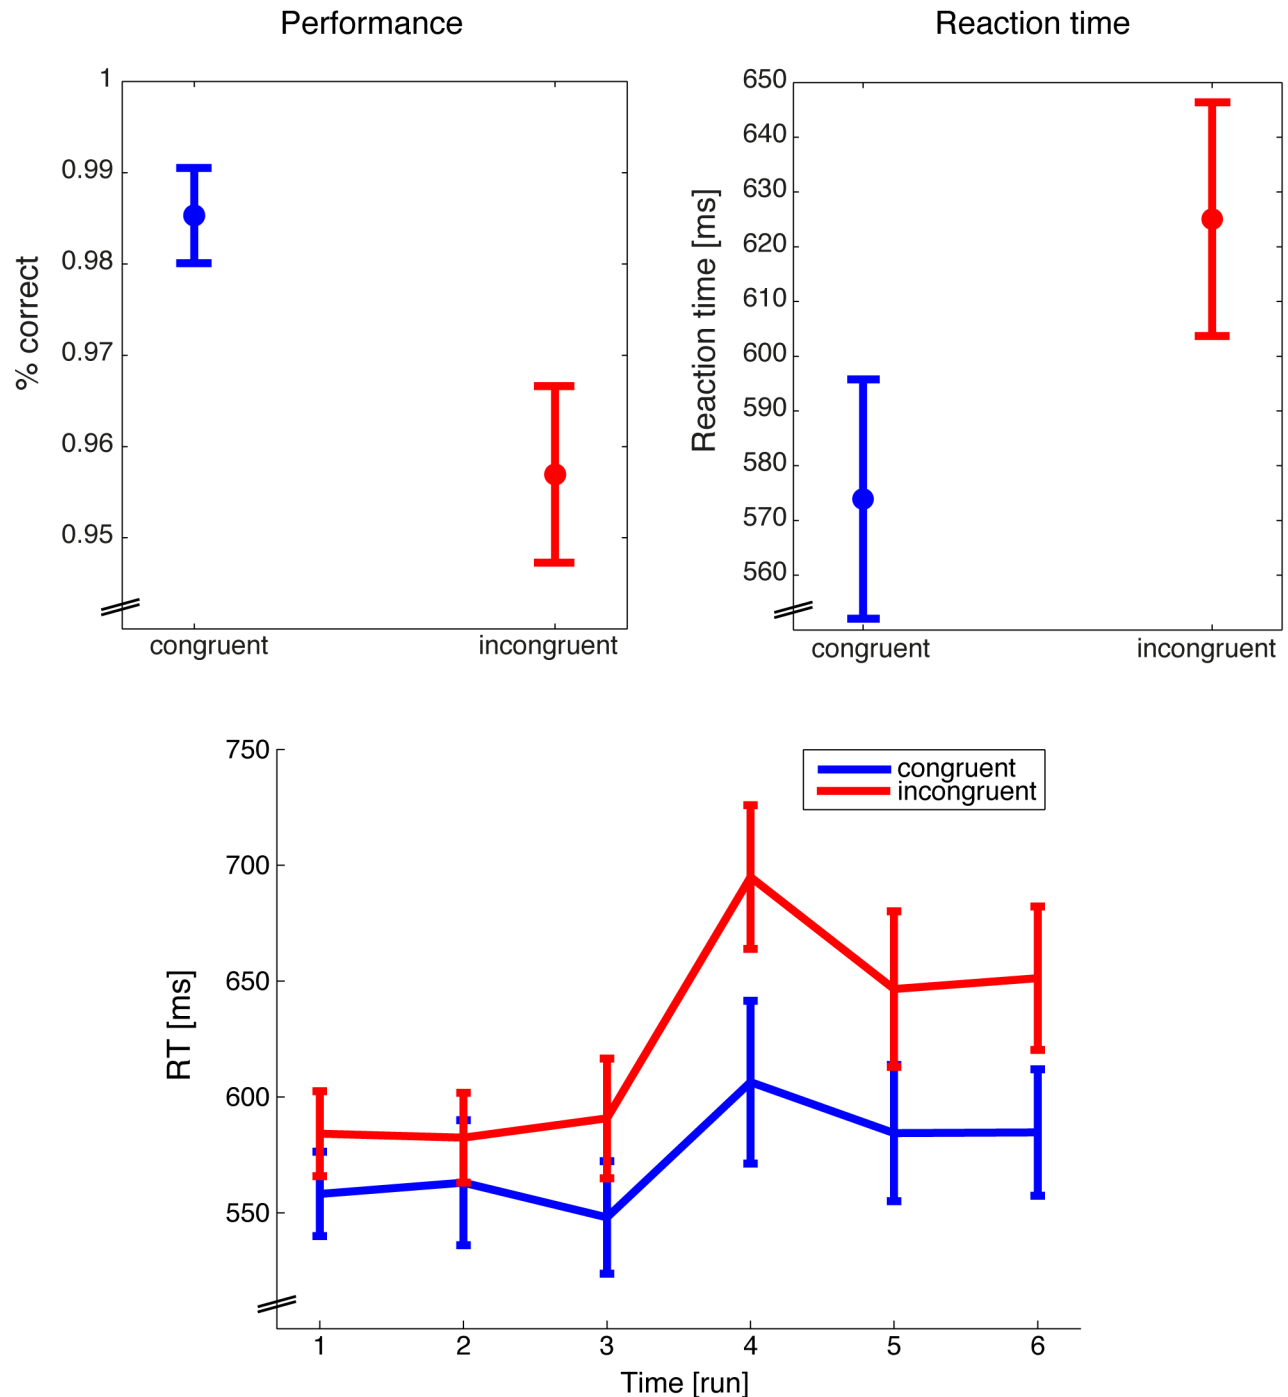 Performance
Reaction time
1
0.99
0.98
0.97
0.96
0.95
% correct
congruent
incongruent
650
640
630
620
610
600
590
580
570
560
Reaction time [ms]
congruent
incongruent
750
700
650
600
550
RT [ms]
congruent
incongruent
1 2 3 4 5 6
Time [run]